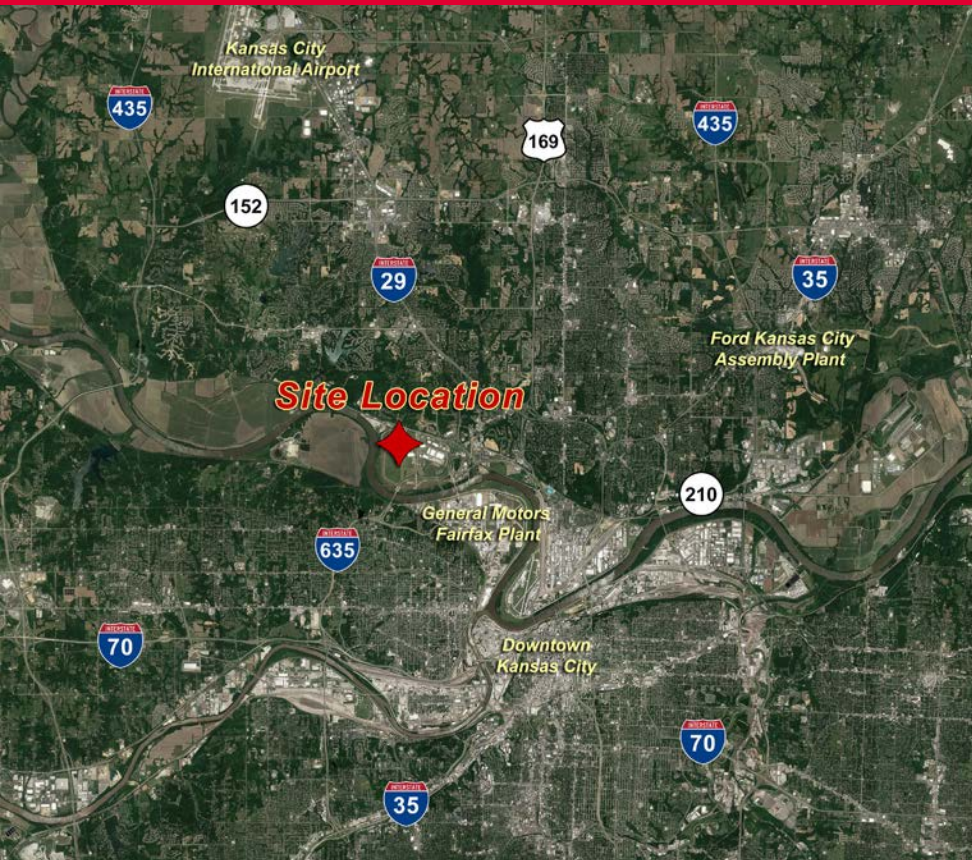 Kansas City
International Airport
INTERSTATE
435
INTERSTATE
435
169
152
INTERSTATE
29
INTERSTATE
35
Ford Kansas City
Assembly Plant
Site Location
210
General Motors
Fairfax Plant
INTERSTATE
635
INTERSTATE
70
Downtown
Kansas City
INTERSTATE
70
INTERSTATE
35